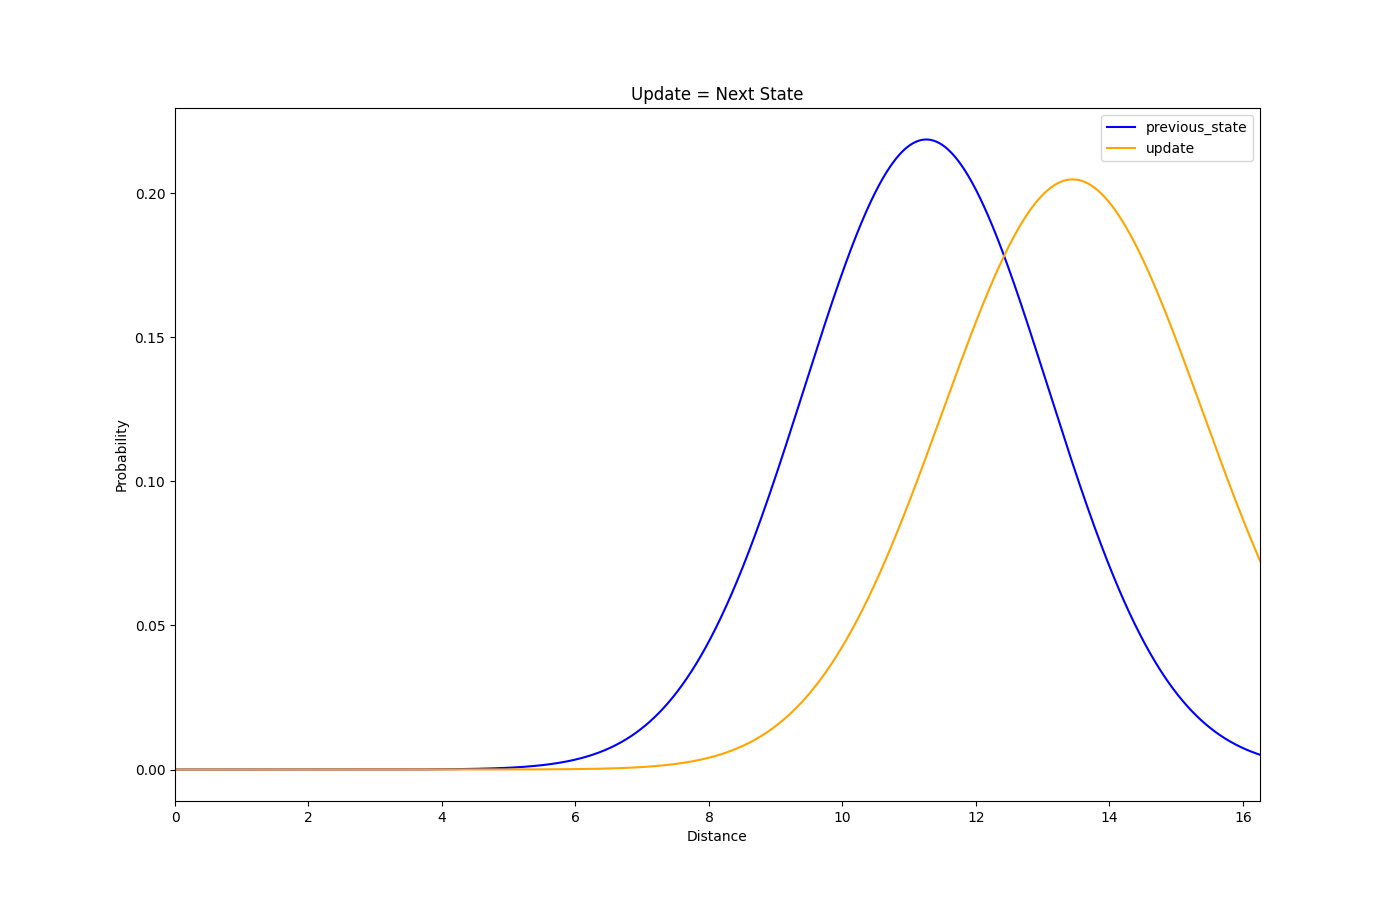 Update = Next State
previous_state
update
Probability
0.20
0.15
0.10
0.05
0.00
0 2 4 6 8 10 12 14 16
Distance